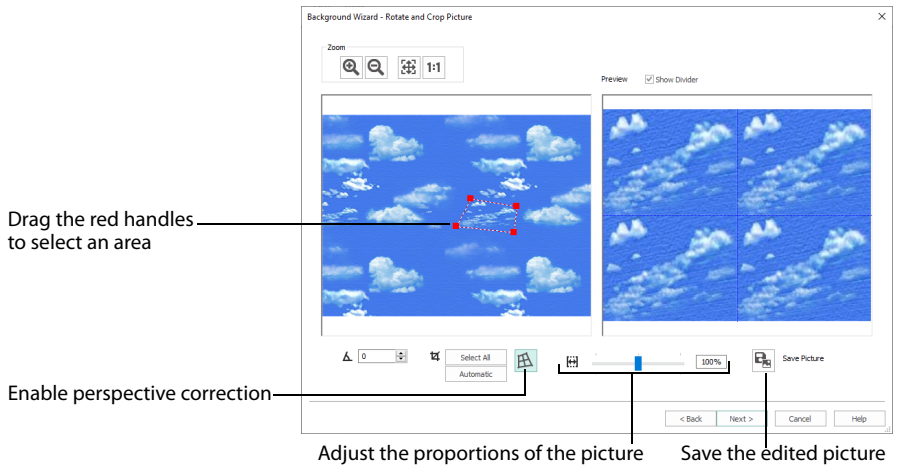 Background Wizard - Rotate and Crop Picture
Zoom
1:1
Preview
Show Divider
Drag the red handles
to select an area
0
Select All
Automatic
100%
Save Picture
Enable perspective correction
< Back
Next >
Cancel
Help
Adjust the proportions of the picture
Save the edited picture